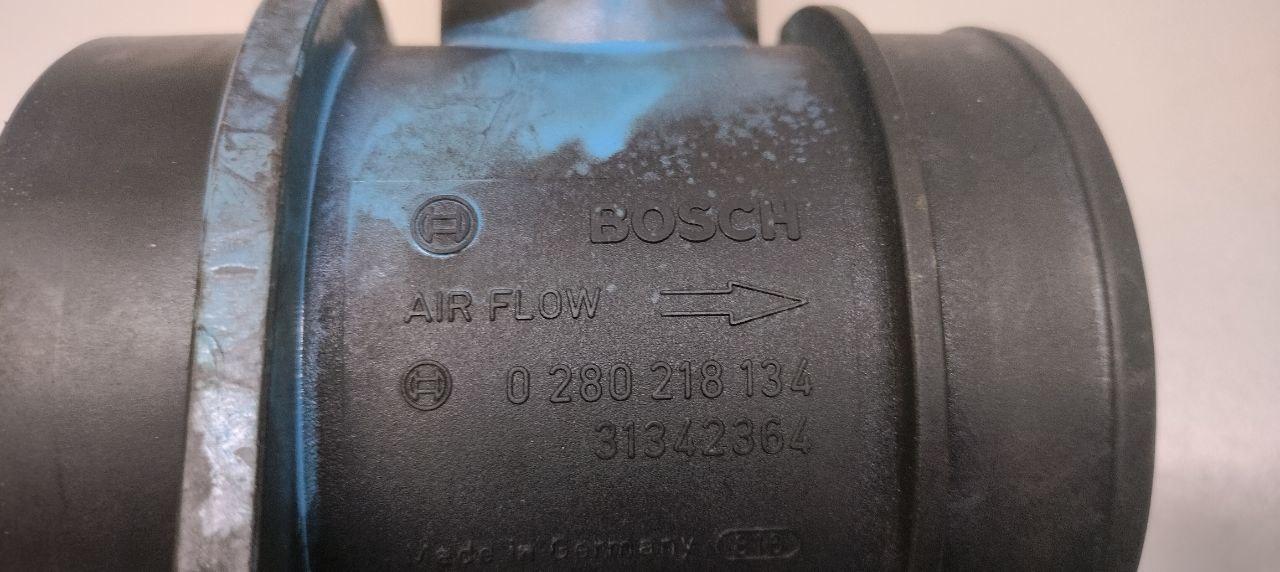 BOSCH
AIR FLOW
0 280 218 134
31342364
Made in Germany